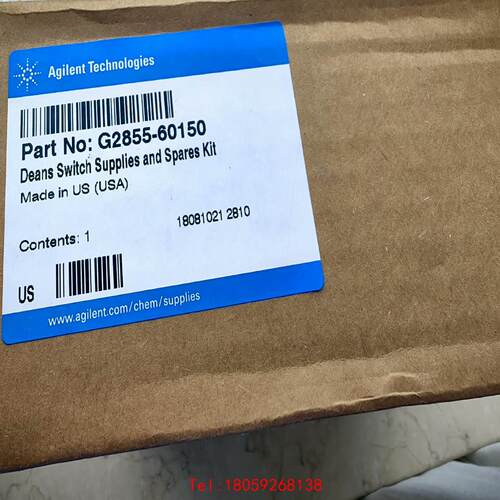 Agilent Technologies
Part No: G2855-60150
Deans Switch Supplies and Spares Kit
Made in US (USA)
18081021 2810
Contents: 1
US
www.agilent.com/chem/supplies
Tel:18059268138